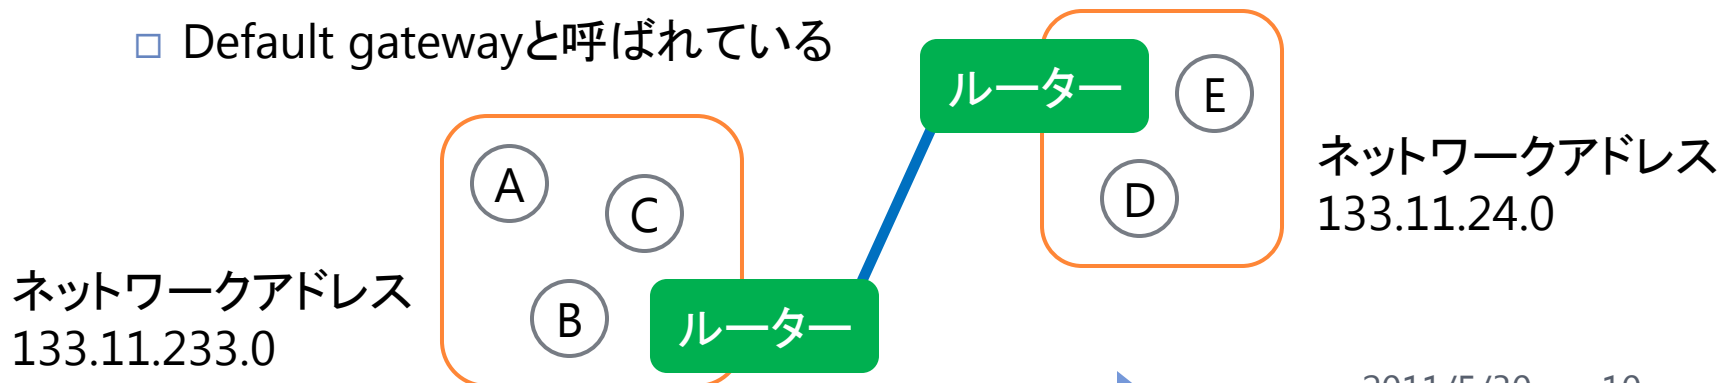 Default gatewayと呼ばれている
ルーター
E
D
ネットワークアドレス
133.11.24.0
A
C
B
ルーター
ネットワークアドレス
133.11.233.0